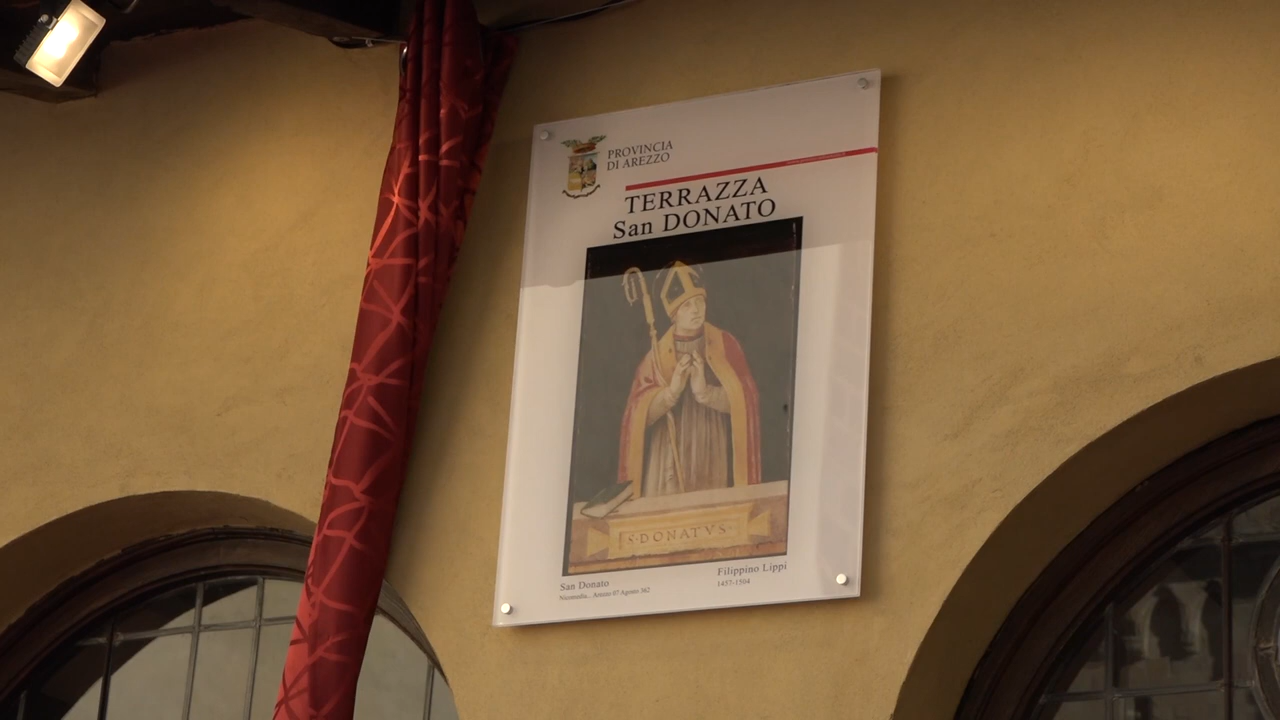 PROVINCIA
DI AREZZO
TERRAZZA
San DONATO
S·DONATVS·
San Donato
Nicomedia... Arezzo 07 Agosto 362
Filippino Lippi
1457-1504